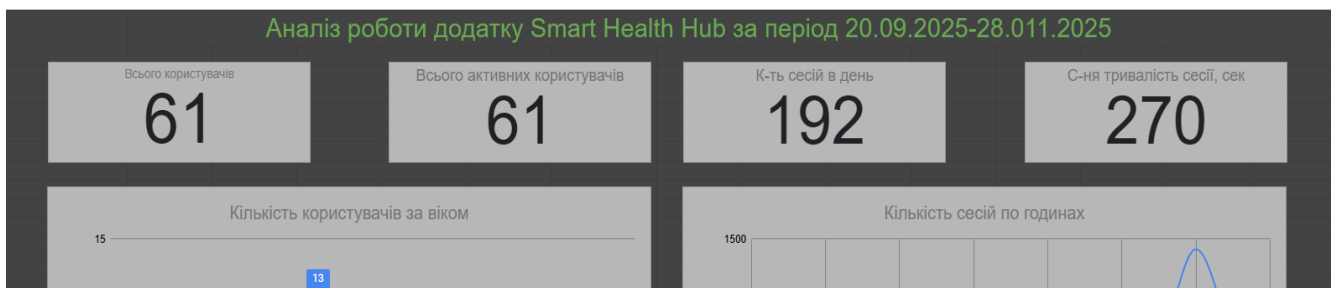 Аналіз роботи додатку Smart Health Hub за період 20.09.2025-28.011.2025
Всього користувачів
61
Всього активних користувачів
61
К-ть сесій в день
192
С-ня тривалість сесії, сек
270
Кількість користувачів за віком
15
13
Кількість сесій по годинах
1500